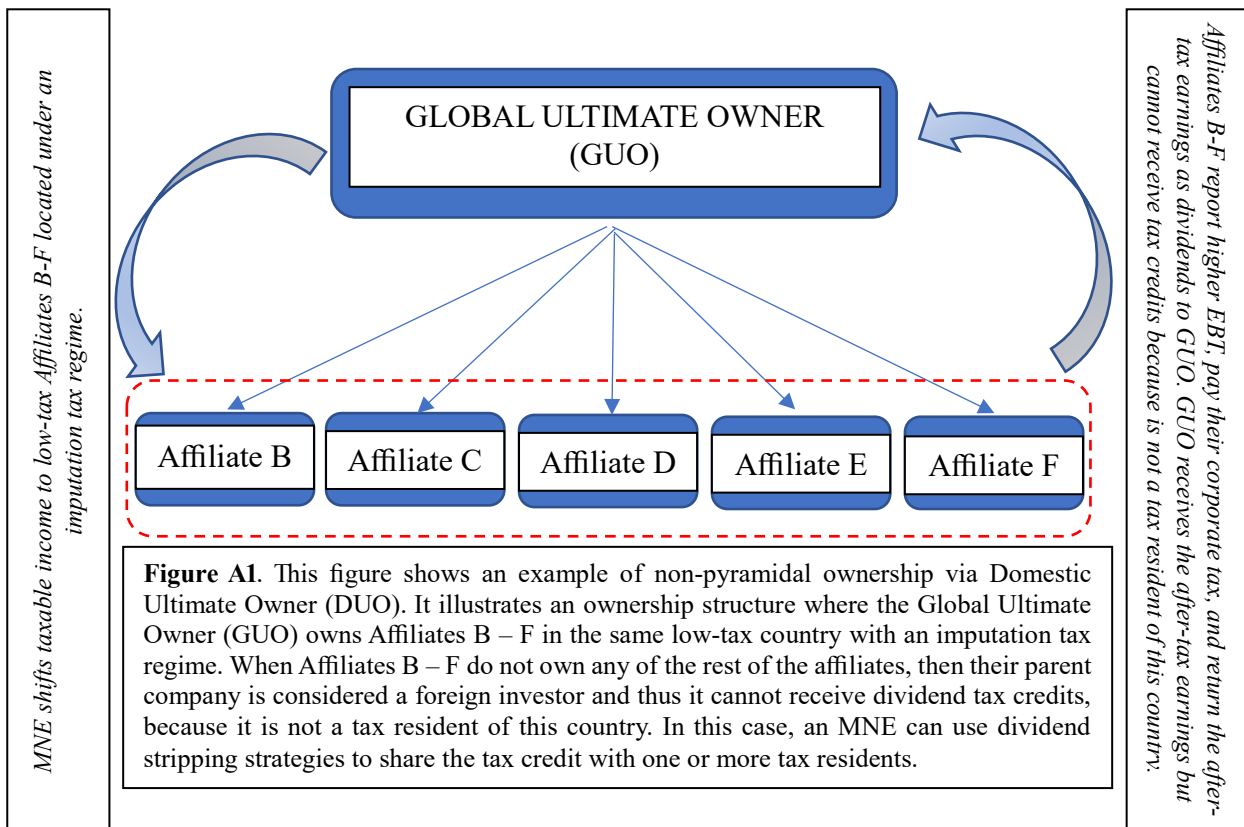 MNE shifts taxable income to low-tax Affiliates B-F located under an
imputation tax regime.
GLOBAL ULTIMATE OWNER
(GUO)
Affiliate B
Affiliate C
Affiliate D
Affiliate E
Affiliate F
Figure A1. This figure shows an example of non-pyramidal ownership via Domestic
Ultimate Owner (DUO). It illustrates an ownership structure where the Global Ultimate
Owner (GUO) owns Affiliates B – F in the same low-tax country with an imputation tax
regime. When Affiliates B – F do not own any of the rest of the affiliates, then their parent
company is considered a foreign investor and thus it cannot receive dividend tax credits,
because it is not a tax resident of this country. In this case, an MNE can use dividend
stripping strategies to share the tax credit with one or more tax residents.
Affiliates B-F report higher EBT, pay their corporate tax, and return the after-
tax earnings as dividends to GUO. GUO receives the after-tax earnings but
cannot receive tax credits because is not a tax resident of this country.